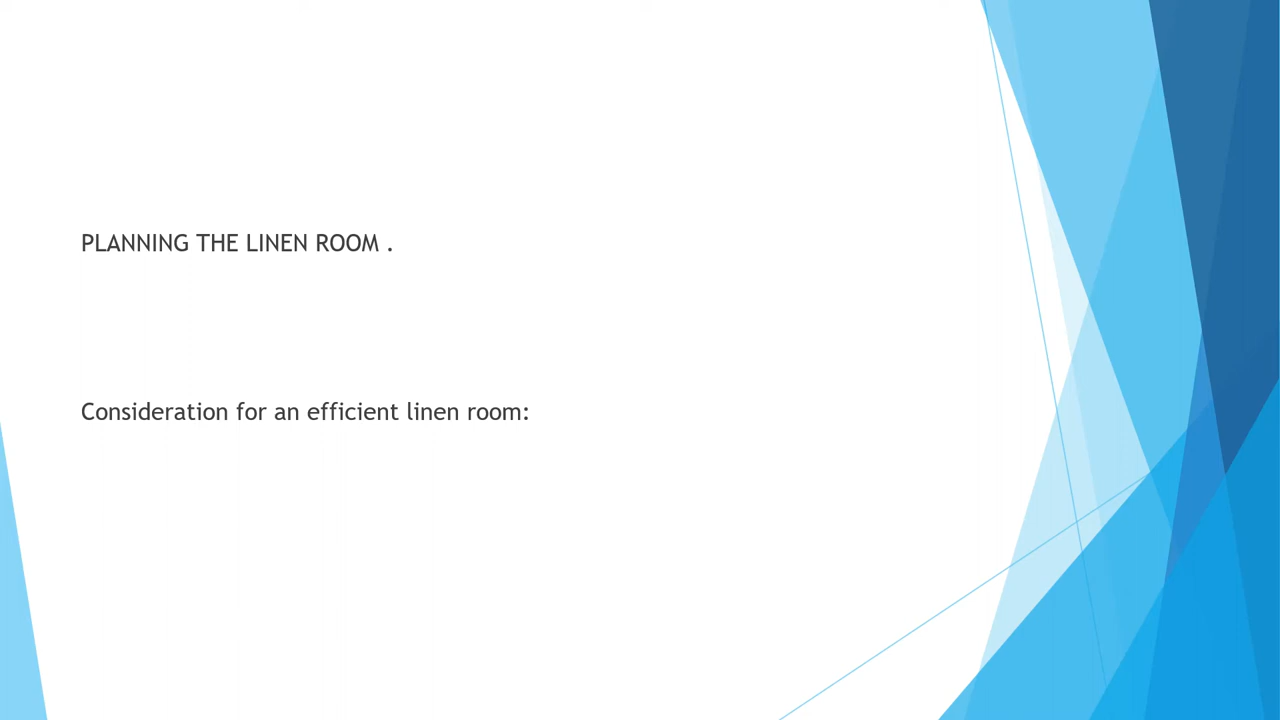 PLANNING THE LINEN ROOM .
Consideration for an efficient linen room: